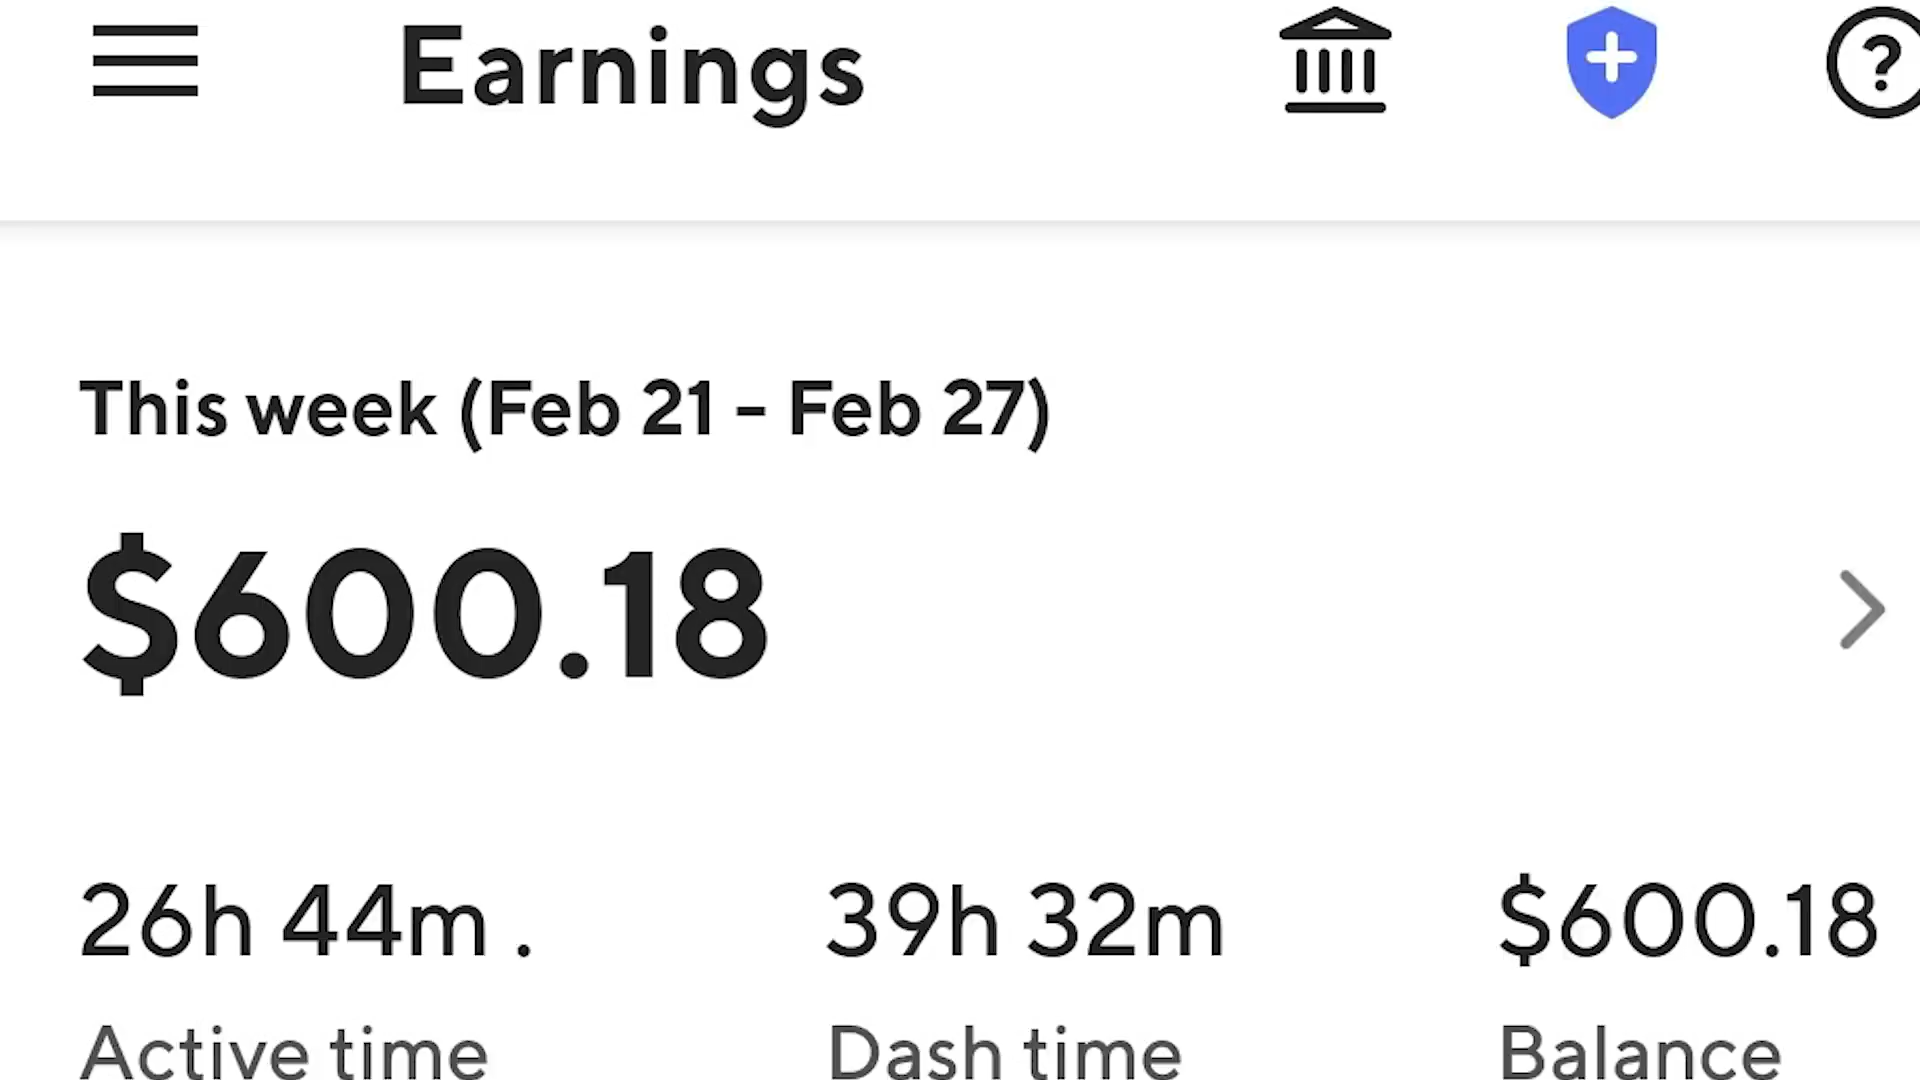 Earnings
?
This week (Feb 21 - Feb 27)
$600.18
26h 44m . 39h 32m $600.18
Active time Dash time Balance